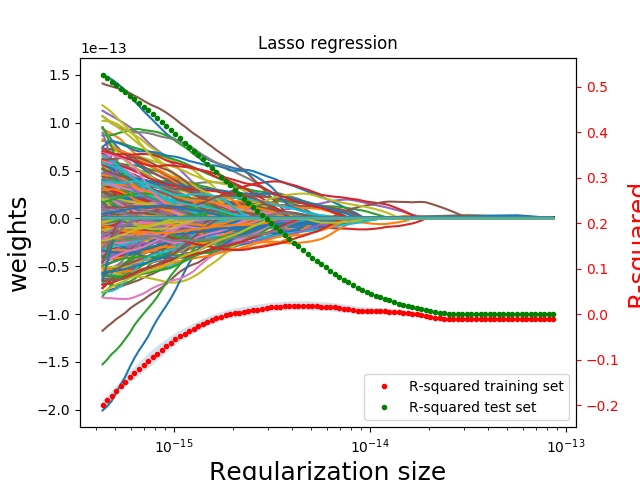 Lasso regression
1e−13
1.5
1.0
0.5
0.0
−0.5
−1.0
−1.5
−2.0
weights
0.5
0.4
0.3
0.2
0.1
0.0
−0.1
−0.2
R-squared
R-squared training set
R-squared test set
10−15
10−14
10−13
Regularization size